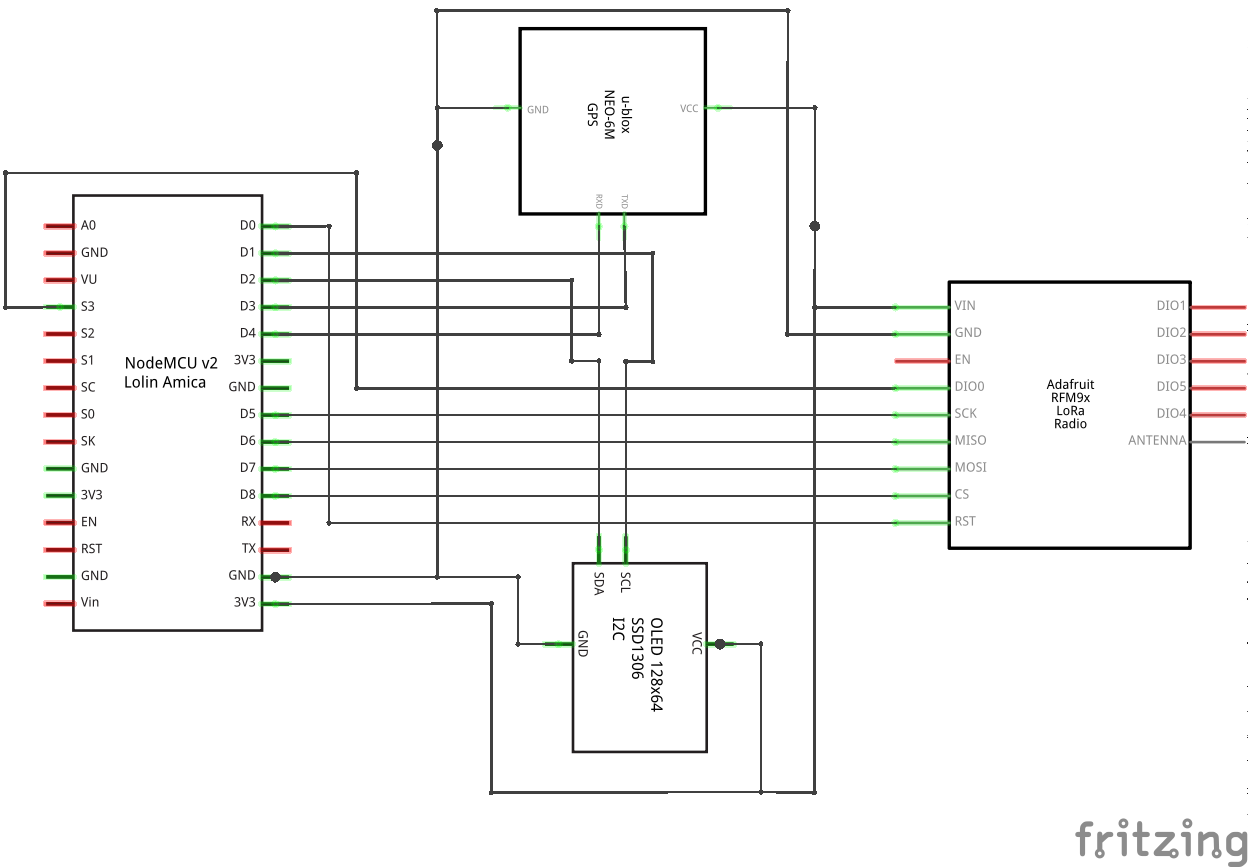 u-blox
NEO-6M
GPS
GND
VCC
RXD
TXD
NodeMCU v2
Lolin Amica
A0
GND
VU
S3
S2
S1
SC
S0
SK
GND
3V3
EN
RST
GND
Vin
D0
D1
D2
D3
D4
3V3
GND
D5
D6
D7
D8
RX
TX
GND
3V3
Adafruit
RFM9x
LoRa
Radio
VIN
GND
EN
DIO0
SCK
MISO
MOSI
CS
RST
DIO1
DIO2
DIO3
DIO5
DIO4
ANTENNA
SDA
SCL
OLED 128x64
SSD1306
I2C
GND
VCC
fritzing